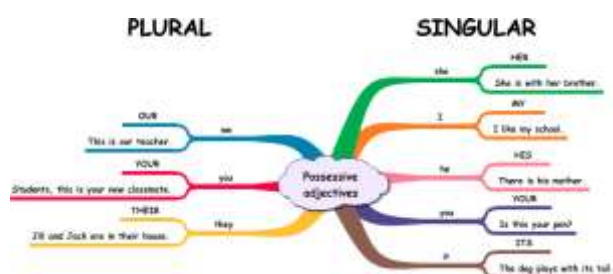 PLURAL
SINGULAR
OUR
we
This is our teacher.
YOUR
you
Students, this is your new classmate.
THEIR
they
Jill and Jack are in their house.
Possessive
adjectives
she
HER
She is with her brother.
I
MY
I like my school.
he
HIS
There is his mother.
you
YOUR
Is this your pen?
ITS
The dog plays with its tail.